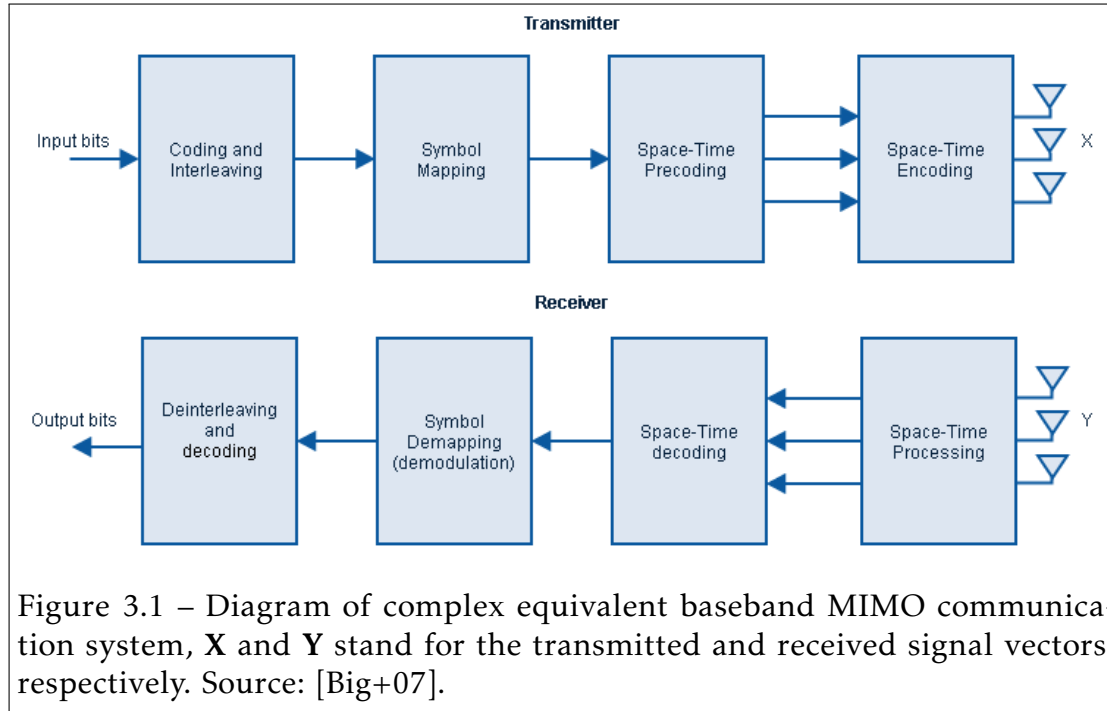 Transmitter
Input bits
Coding and
Interleaving
Symbol
Mapping
Space-Time
Precoding
Space-Time
Encoding
X
Receiver
Output bits
Deinterleaving
and
decoding
Symbol
Demapping
(demodulation)
Space-Time
decoding
Space-Time
Processing
Y
Figure 3.1 – Diagram of complex equivalent baseband MIMO communica-
tion system, X and Y stand for the transmitted and received signal vectors
respectively. Source: [Big+07].